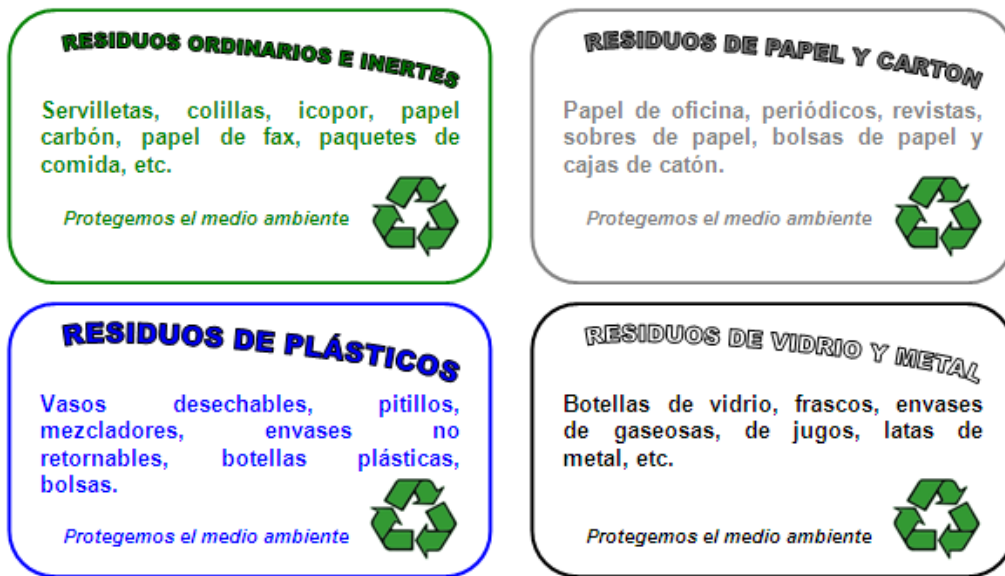 RESIDUOS ORDINARIOS E INERTES
Servilletas, colillas, icopor, papel
carbón, papel de fax, paquetes de
comida, etc.
Protegemos el medio ambiente
RESIDUOS DE PAPEL Y CARTON
Papel de oficina, periódicos, revistas,
sobres de papel, bolsas de papel y
cajas de catón.
Protegemos el medio ambiente
RESIDUOS DE PLÁSTICOS
Vasos desechables, pitillos,
mezcladores, envases no
retornables, botellas plásticas,
bolsas.
Protegemos el medio ambiente
RESIDUOS DE VIDRIO Y METAL
Botellas de vidrio, frascos, envases
de gaseosas, de jugos, latas de
metal, etc.
Protegemos el medio ambiente